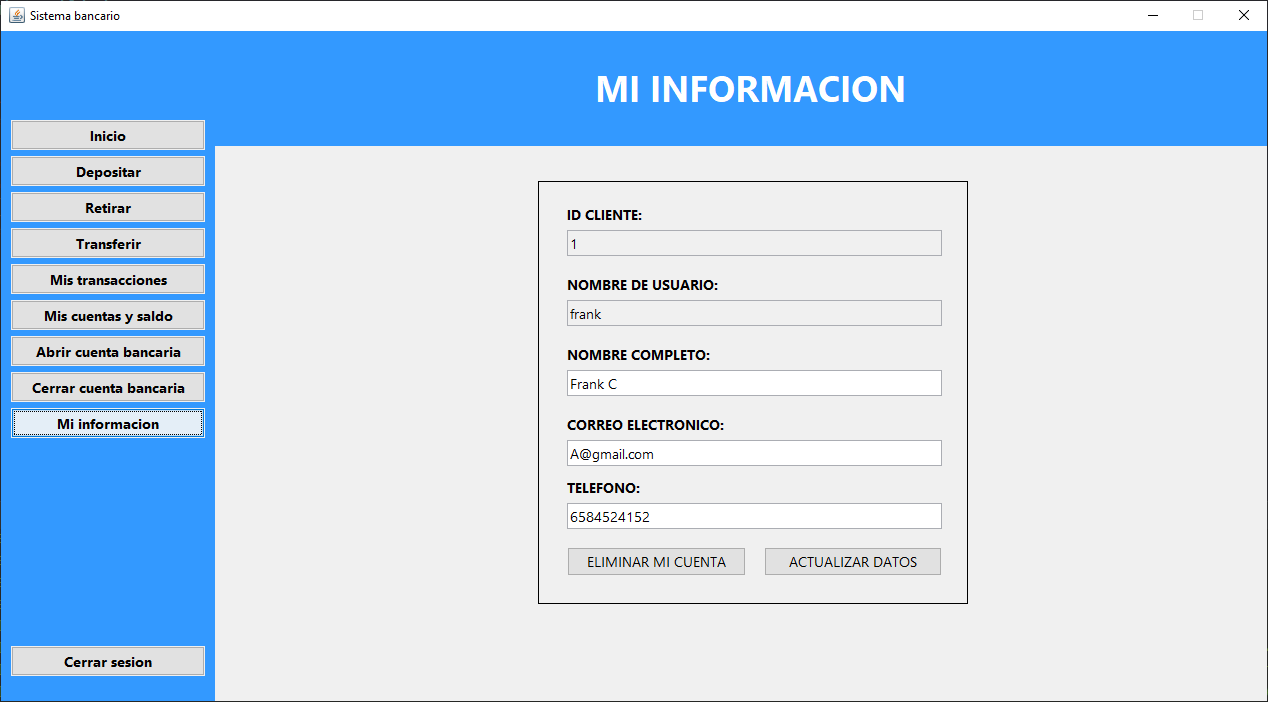 Sistema bancario
MI INFORMACION
Inicio
Depositar
Retirar
Transferir
Mis transacciones
Mis cuentas y saldo
Abrir cuenta bancaria
Cerrar cuenta bancaria
Mi informacion
Cerrar sesion
ID CLIENTE:
1
NOMBRE DE USUARIO:
frank
NOMBRE COMPLETO:
Frank C
CORREO ELECTRONICO:
A@gmail.com
TELEFONO:
6584524152
ELIMINAR MI CUENTA
ACTUALIZAR DATOS